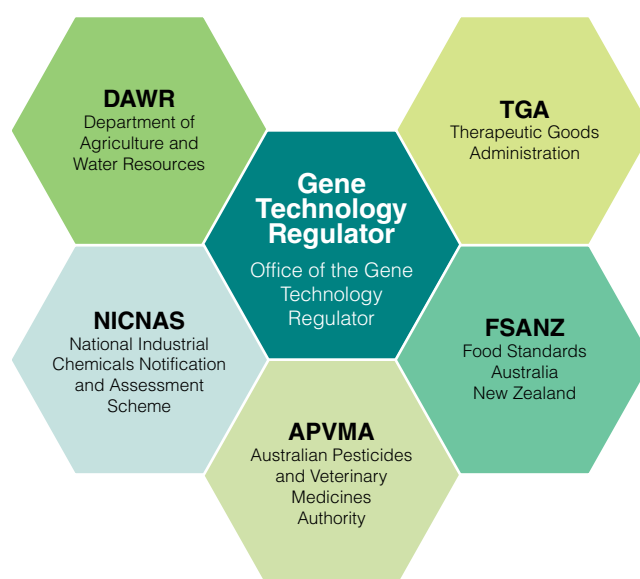 DAWR
Department of
Agriculture and
Water Resources
TGA
Therapeutic Goods
Administration
Gene
Technology
Regulator
Office of the Gene
Technology
Regulator
NICNAS
National Industrial
Chemicals Notification
and Assessment
Scheme
FSANZ
Food Standards
Australia
New Zealand
APVMA
Australian Pesticides
and Veterinary
Medicines
Authority